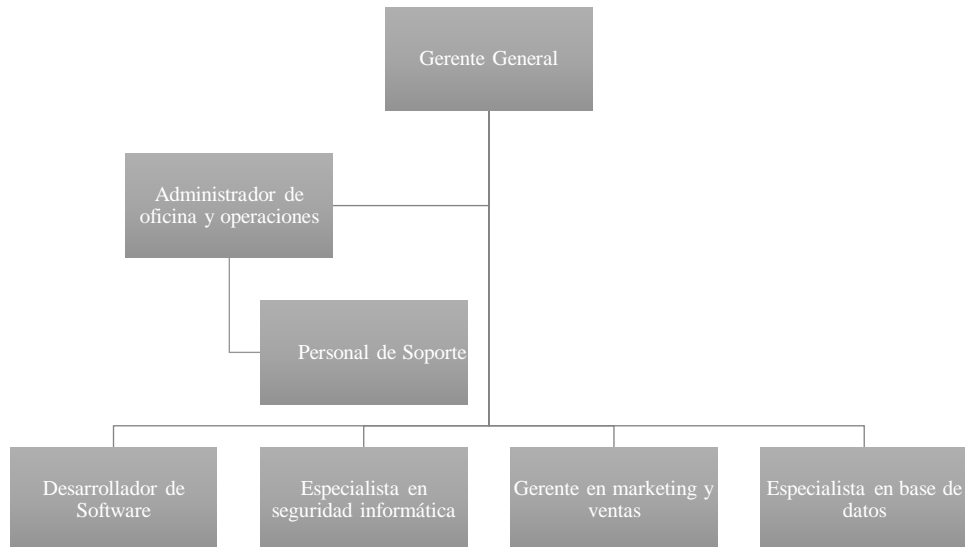 Gerente General
Administrador de
oficina y operaciones
Personal de Soporte
Desarrollador de
Software
Especialista en
seguridad informática
Gerente en marketing y
ventas
Especialista en base de
datos